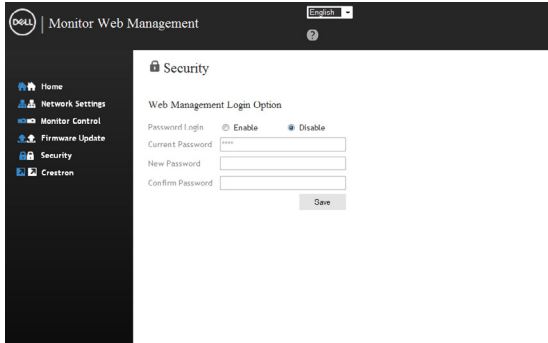 English
DELL | Monitor Web Management
?
Home
Network Settings
Monitor Control
Firmware Update
Security
Crestron
Security
Web Management Login Option
Password Login Enable Disable
Current Password ****
New Password
Confirm Password
Save